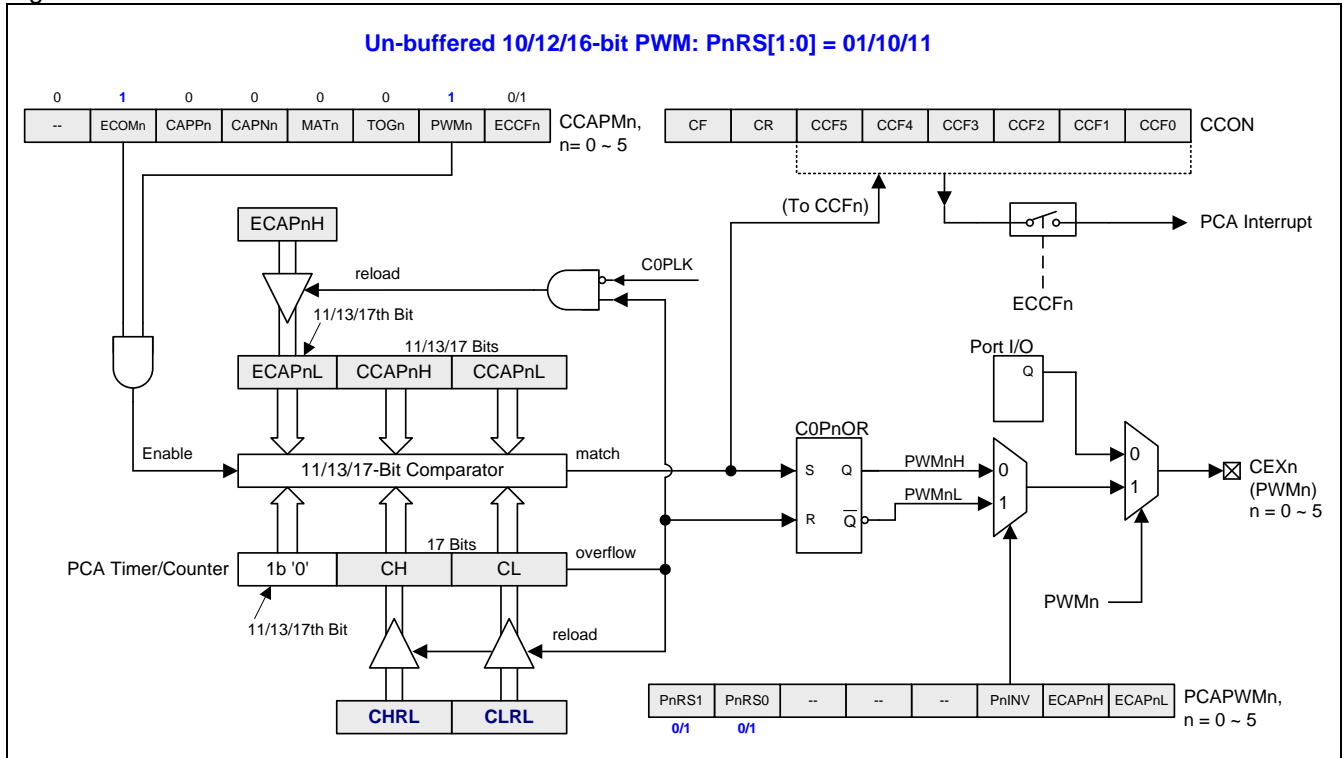 Un-buffered 10/12/16-bit PWM: PnRS[1:0] = 01/10/11
0 1 0 0 0 0 1 0/1
-- ECOMn CAPPn CAPNn MATn TOGn PWMn ECCFn
CCAPMn,
n= 0 ~ 5
CF CR CCF5 CCF4 CCF3 CCF2 CCF1 CCF0 CCON
(To CCFn)
PCA Interrupt
ECCFn
ECAPnH
reload
C0PLK
11/13/17th Bit
11/13/17 Bits
ECAPnL CCAPnH CCAPnL
Port I/O
Q
C0PnOR
Enable
11/13/17-Bit Comparator
match
S Q
PWMnH
0
1
0
1
CEXn
(PWMn)
n = 0 ~ 5
PWMnL
R Q
17 Bits
overflow
PCA Timer/Counter
1b '0' CH CL
PWMn
11/13/17th Bit
reload
CHRL CLRL
PnRS1 PnRS0 -- -- -- PnINV ECAPnH ECAPnL
PCAPWMn,
n = 0 ~ 5
0/1 0/1